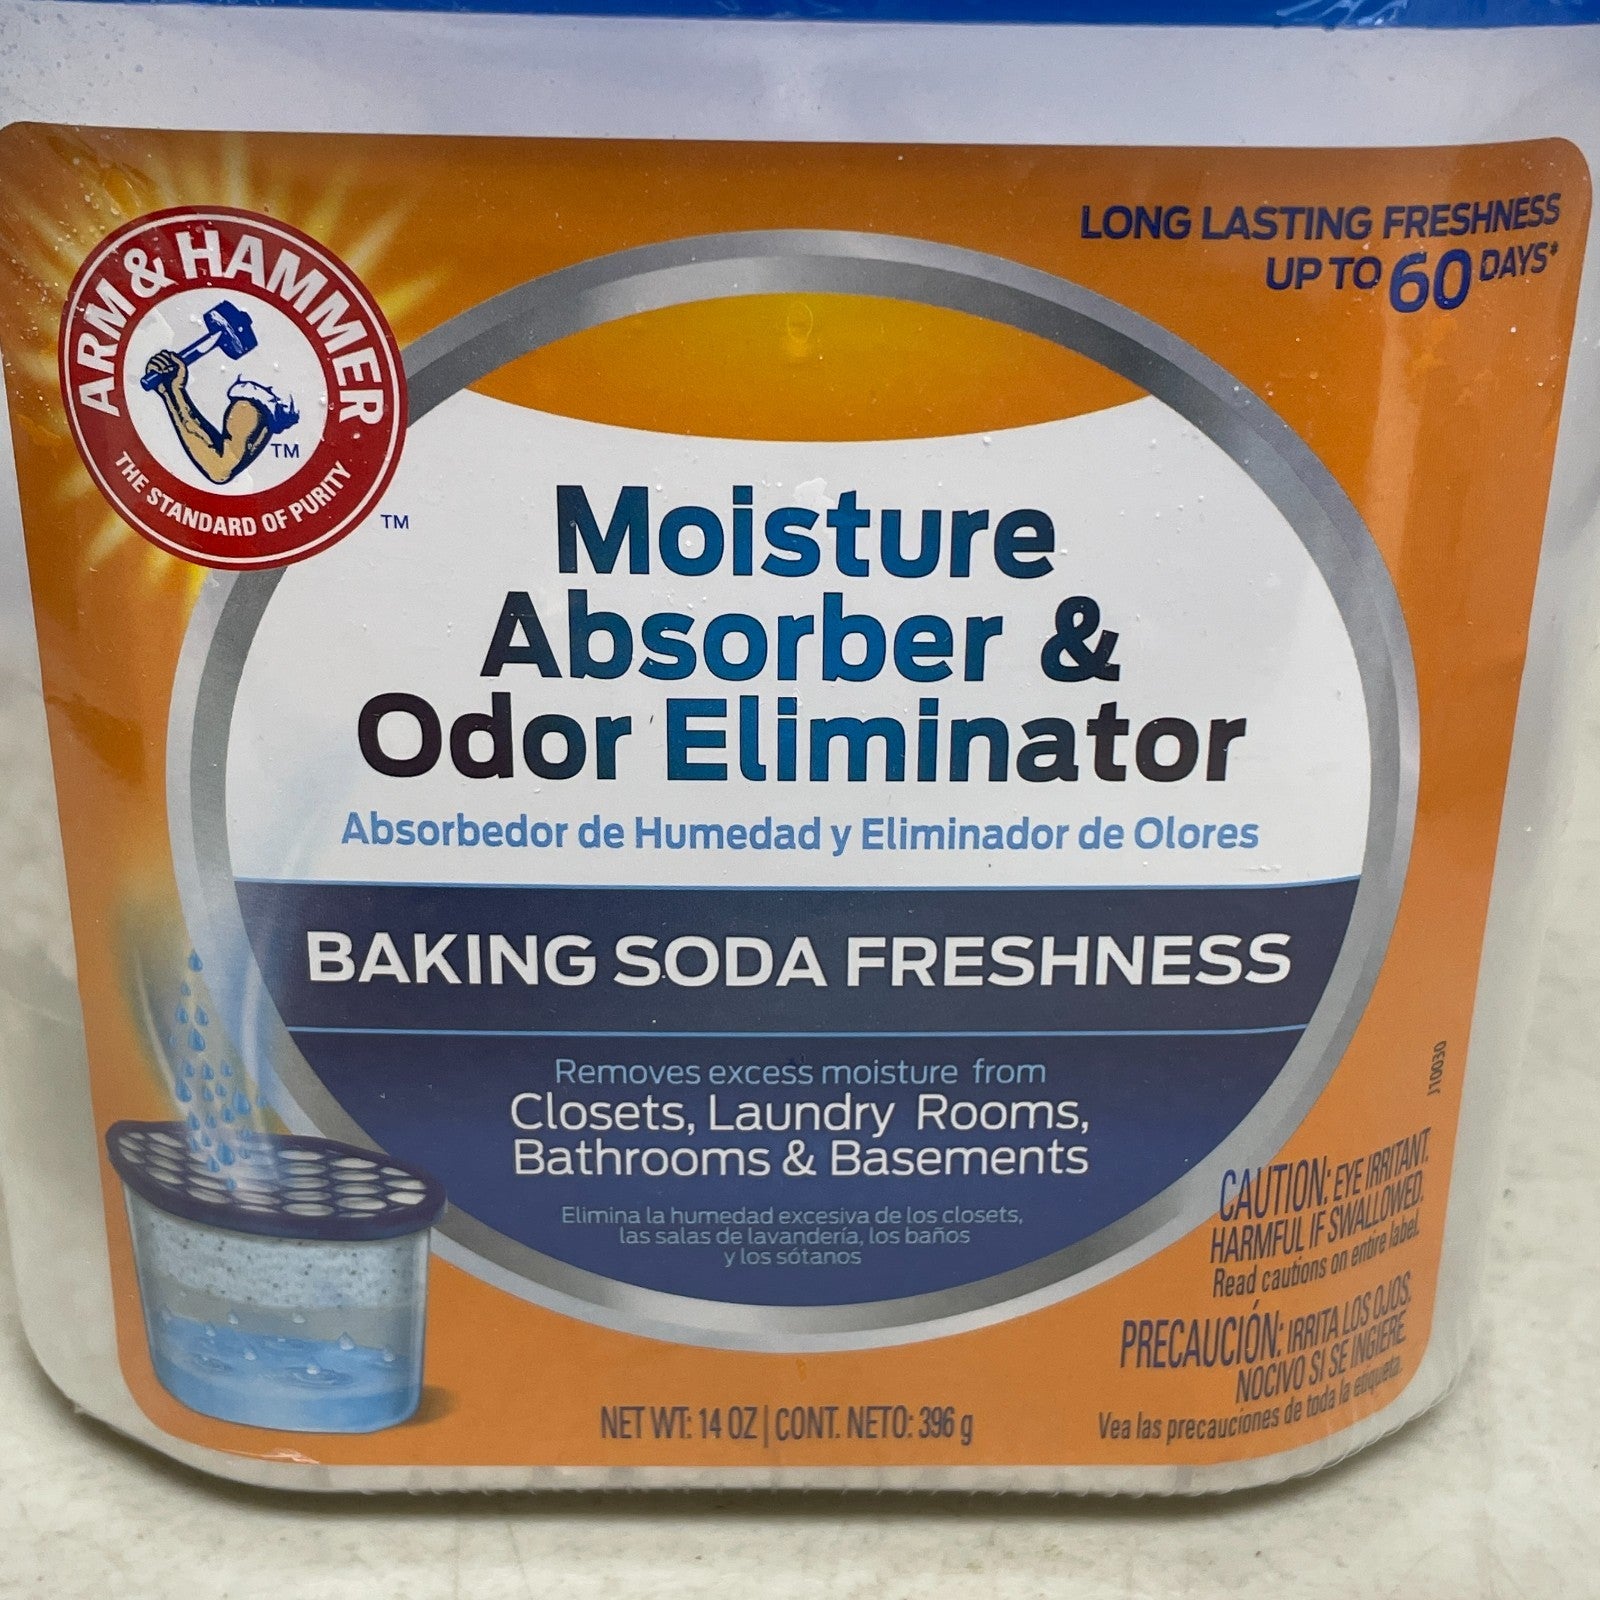 LONG LASTING FRESHNESS
UP TO 60 DAYS*
ARM & HAMMER
THE STANDARD OF PURITY
TM
TM
Moisture
Absorber &
Odor Eliminator
Absorbedor de Humedad y Eliminador de Olores
BAKING SODA FRESHNESS
Removes excess moisture from
Closets, Laundry Rooms,
Bathrooms & Basements
Elimina la humedad excesiva de los closets,
las salas de lavandería, los baños
y los sótanos
J10030
CAUTION: EYE IRRITANT.
HARMFUL IF SWALLOWED.
Read cautions on entire label.
PRECAUCIÓN: IRRITA LOS OJOS.
NOCIVO SI SE INGIERE
Vea las precauciones de toda la etiqueta.
NET WT: 14 OZ | CONT. NETO: 396 g